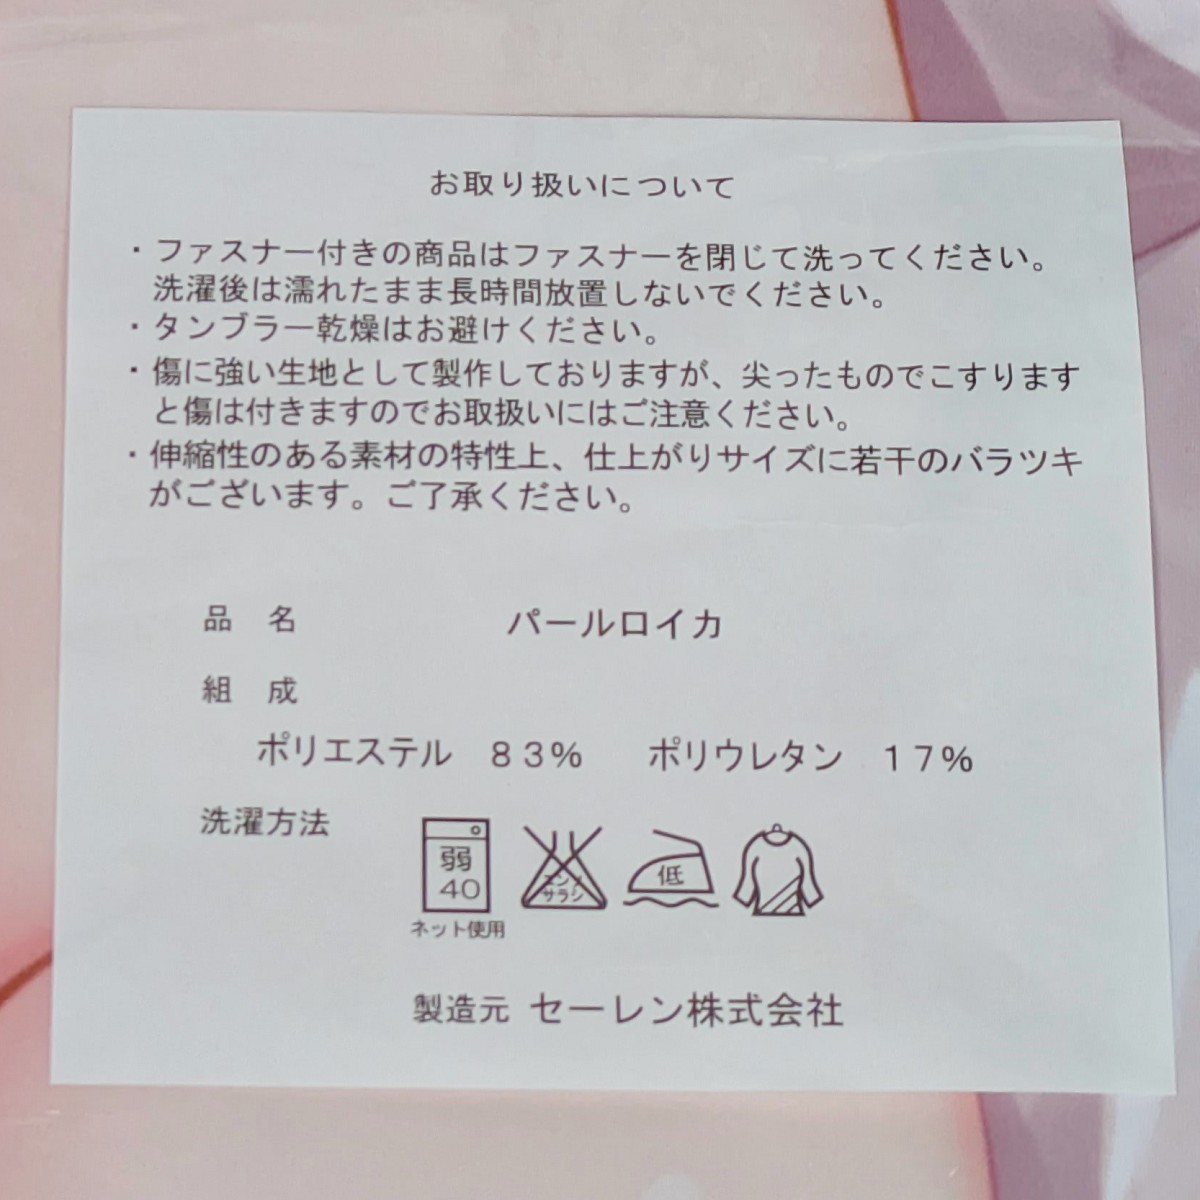 お取り扱いについて
・ファスナー付きの商品はファスナーを閉じて洗ってください。
洗濯後は濡れたまま長時間放置しないでください。
・タンブラー乾燥はお避けください。
・傷に強い生地として製作しておりますが、尖ったものでこすります
と傷は付きますのでお取扱いにはご注意ください。
・伸縮性のある素材の特性上、仕上がりサイズに若干のバラツキ
がございます。ご了承ください。
品　名　パールロイカ
組　成
ポリエステル　８３%　ポリウレタン　１７%
洗濯方法
弱
40
エンソ
サラシ
低
ネット使用
製造元 セーレン株式会社